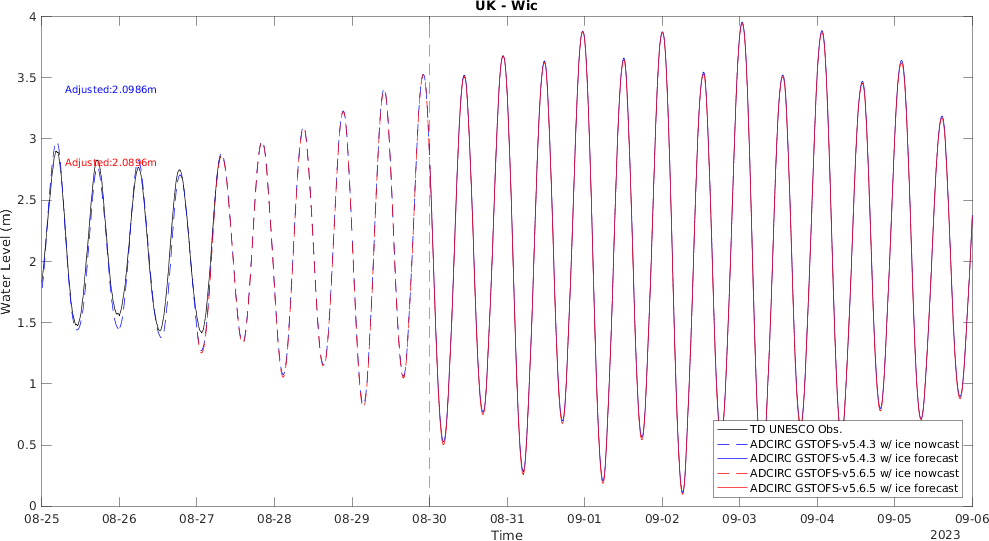 UK - Wic
4
3.5
3
2.5
2
1.5
1
0.5
0
Water Level (m)
Adjusted:2.0986m
Adjusted:2.0896m
TD UNESCO Obs.
ADCIRC GSTOFS-v5.4.3 w/ ice nowcast
ADCIRC GSTOFS-v5.4.3 w/ ice forecast
ADCIRC GSTOFS-v5.6.5 w/ ice nowcast
ADCIRC GSTOFS-v5.6.5 w/ ice forecast
08-25 08-26 08-27 08-28 08-29 08-30 08-31 09-01 09-02 09-03 09-04 09-05 09-06
Time
2023